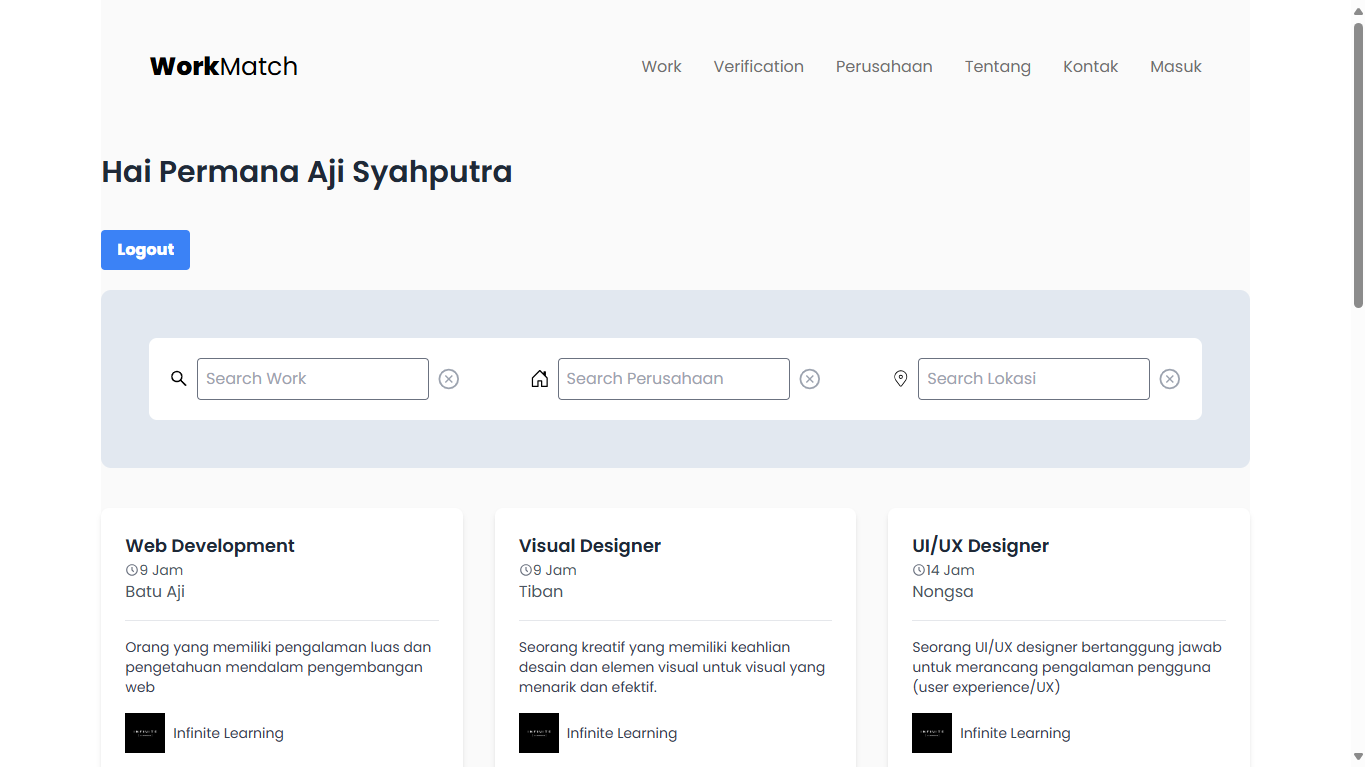 WorkMatch
Work Verification Perusahaan Tentang Kontak Masuk
Hai Permana Aji Syahputra
Logout
Search Work
Search Perusahaan
Search Lokasi
Web Development
9 Jam
Batu Aji
Orang yang memiliki pengalaman luas dan
pengetahuan mendalam pengembangan
web
Infinite Learning
Visual Designer
9 Jam
Tiban
Seorang kreatif yang memiliki keahlian
desain dan elemen visual untuk visual yang
menarik dan efektif.
Infinite Learning
UI/UX Designer
14 Jam
Nongsa
Seorang UI/UX designer bertanggung jawab
untuk merancang pengalaman pengguna
(user experience/UX)
Infinite Learning